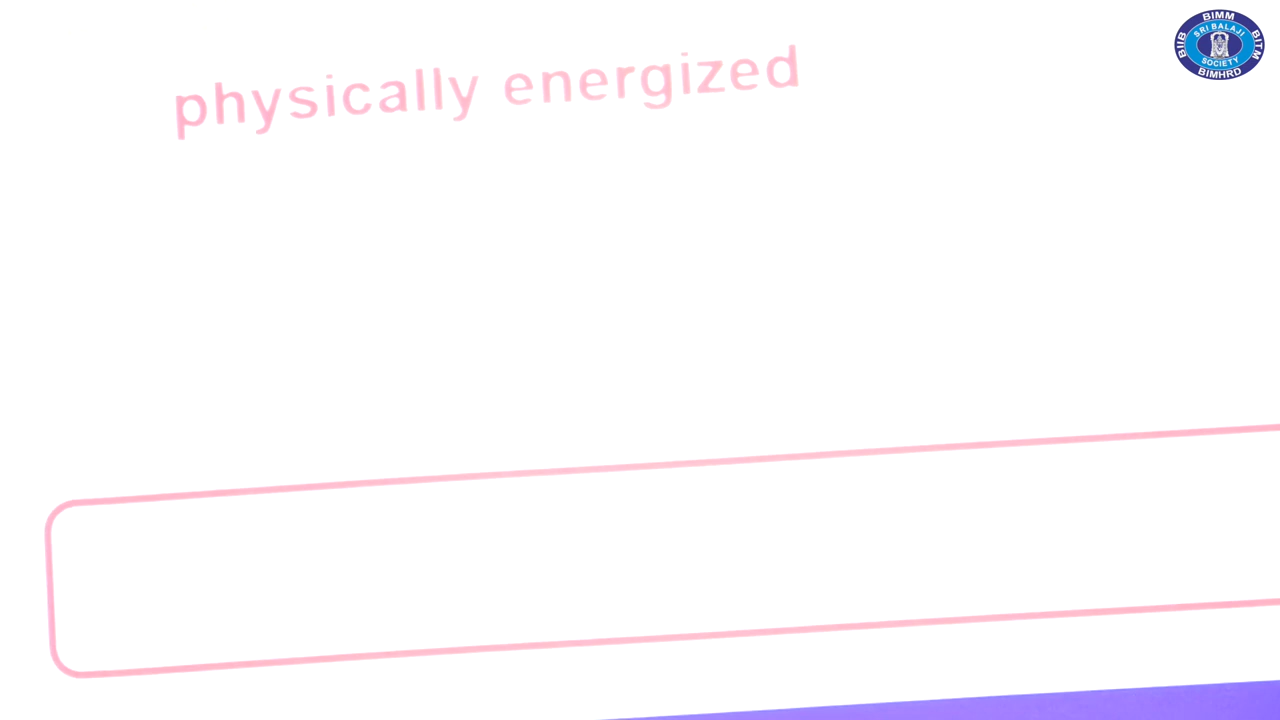 physically energized
BIMM
BIIB
SRI BALAJI
SOCIETY
BITM
BIMHRD